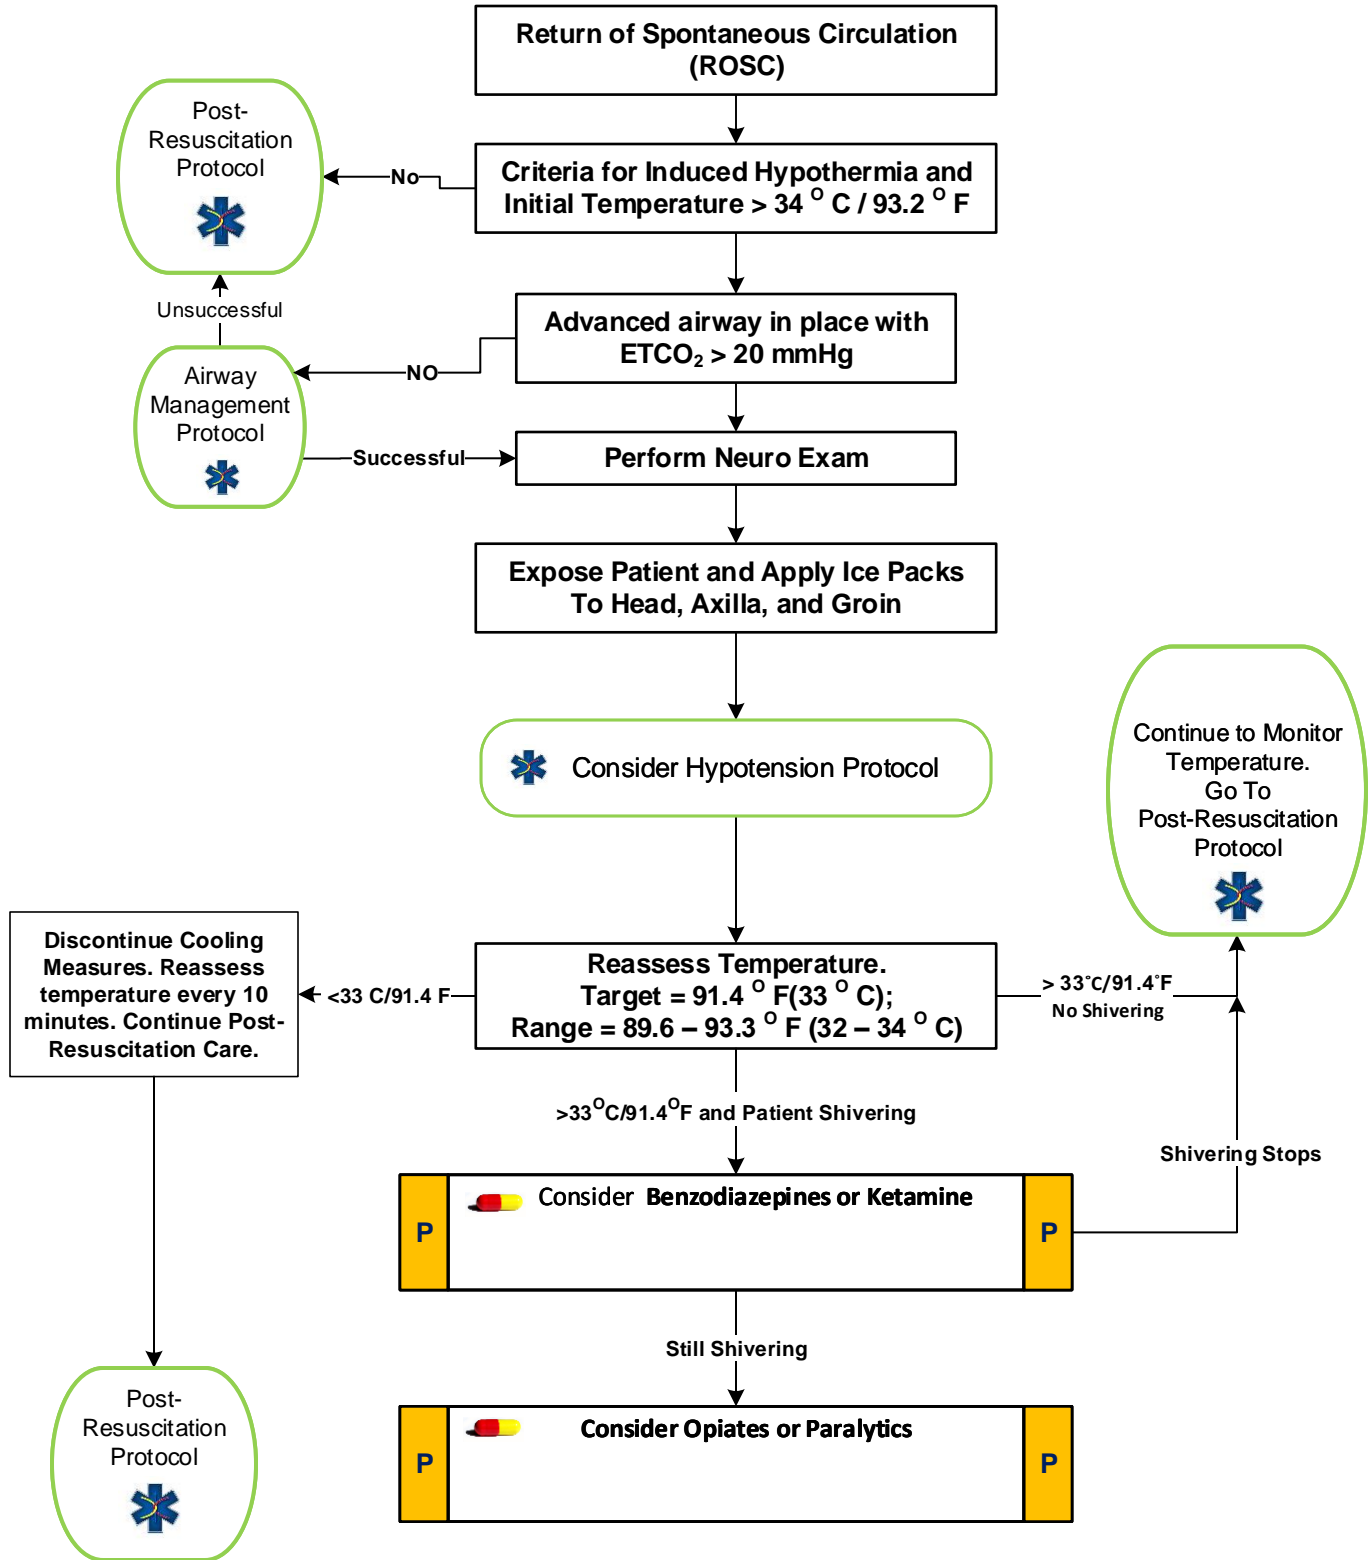 Return of Spontaneous Circulation
(ROSC)
Post-
Resuscitation
Protocol
No
Criteria for Induced Hypothermia and
Initial Temperature > 34 ° C / 93.2 ° F
Unsuccessful
Advanced airway in place with
ETCO₂ > 20 mmHg
NO
Airway
Management
Protocol
Successful
Perform Neuro Exam
Expose Patient and Apply Ice Packs
To Head, Axilla, and Groin
Consider Hypotension Protocol
Continue to Monitor
Temperature.
Go To
Post-Resuscitation
Protocol
Discontinue Cooling
Measures. Reassess
temperature every 10
minutes. Continue Post-
Resuscitation Care.
<33 C/91.4 F
Reassess Temperature.
Target = 91.4 ° F(33 ° C);
Range = 89.6 – 93.3 ° F (32 – 34 ° C)
> 33°C/91.4°F
No Shivering
>33°C/91.4°F and Patient Shivering
Shivering Stops
P
Consider Benzodiazepines or Ketamine
P
Still Shivering
Post-
Resuscitation
Protocol
P
Consider Opiates or Paralytics
P